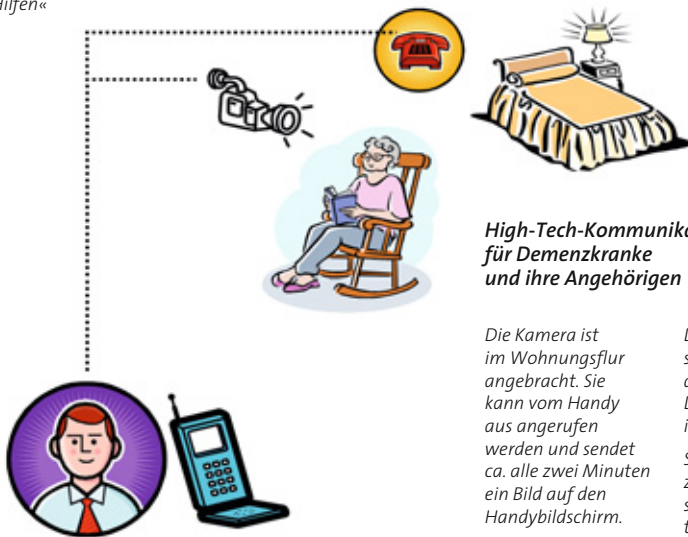 Hilfen«
High-Tech-Kommunika
für Demenzkranke
und ihre Angehörigen
Die Kamera ist
im Wohnungsflur
angebracht. Sie
kann vom Handy
aus angerufen
werden und sendet
ca. alle zwei Minuten
ein Bild auf den
Handybildschirm.